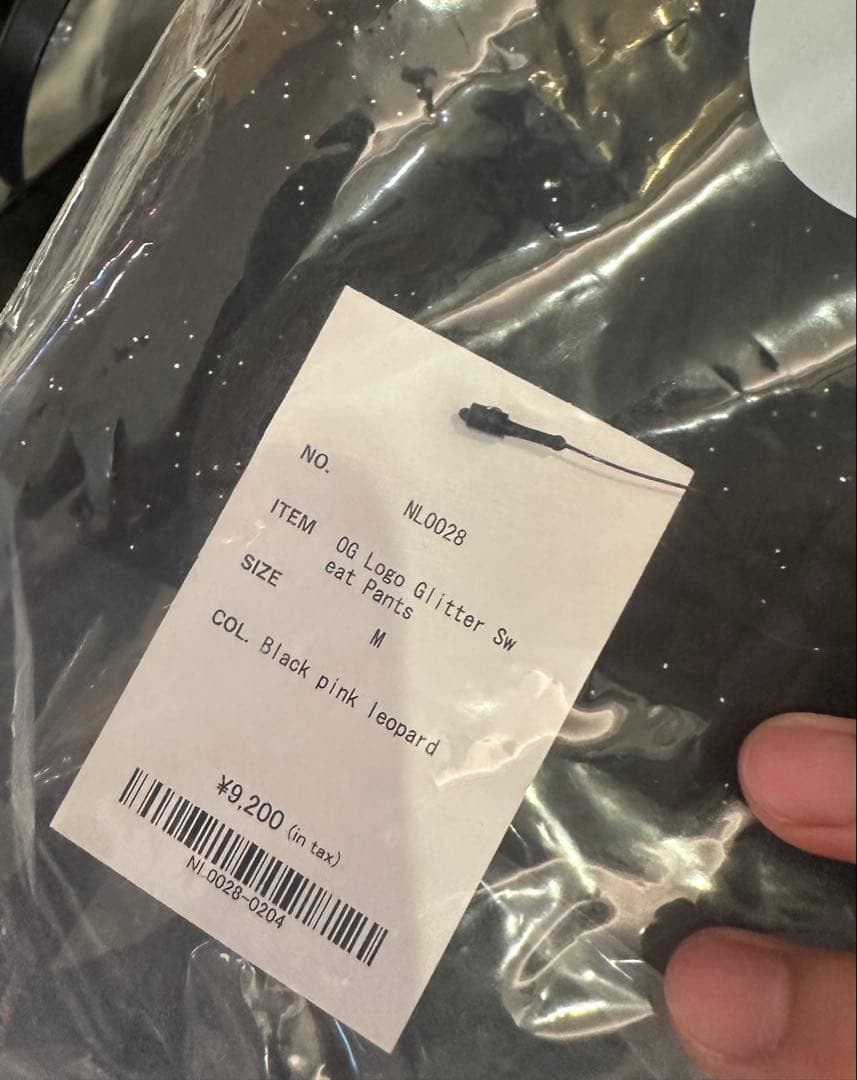 NO. NL0028
ITEM OG Logo Glitter Sw
eat Pants
SIZE M
COL. Black pink leopard
¥9,200 (in tax)
NL0028-0204